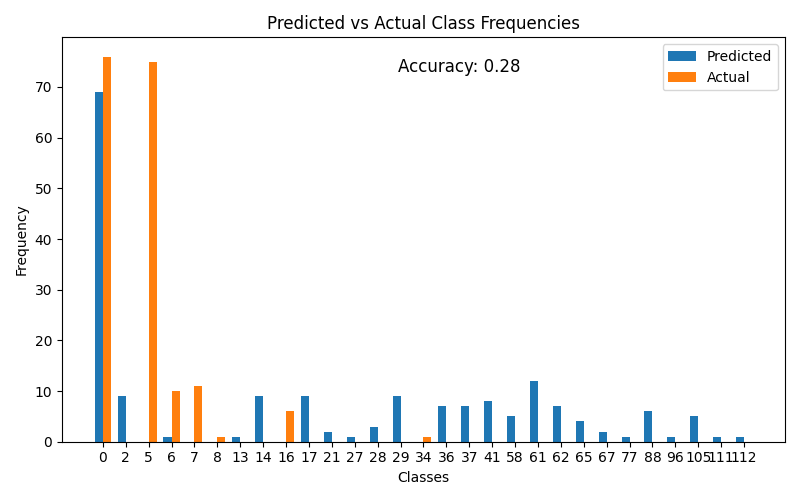 Predicted vs Actual Class Frequencies
Accuracy: 0.28
Predicted
Actual
Frequency
70
60
50
40
30
20
10
0
0 2 5 6 7 8 13 14 16 17 21 27 28 29 34 36 37 41 58 61 62 65 67 77 88 96 105 111 112
Classes